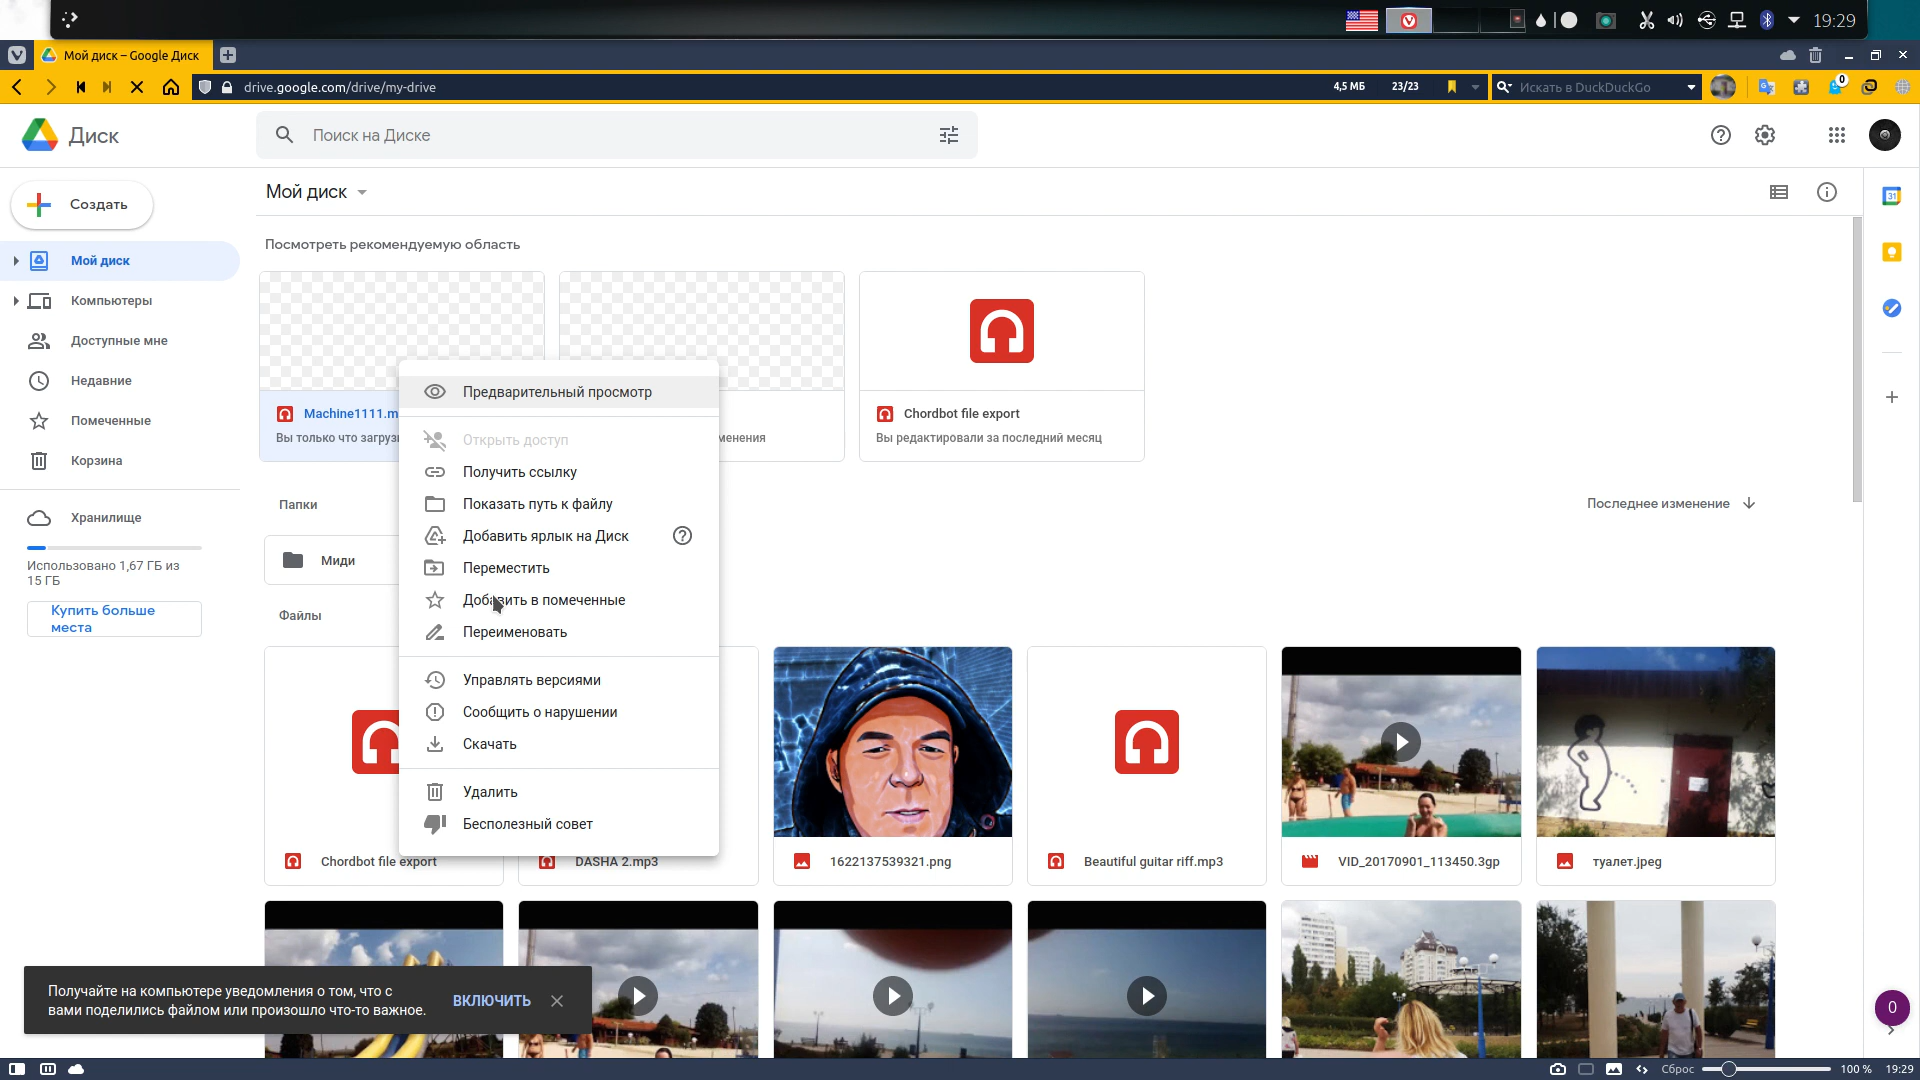 19:29
Мой диск – Google Диск
drive.google.com/drive/my-drive
4,5 МБ
23/23
Искать в DuckDuckGo
0
Диск
Поиск на Диске
Создать
Мой диск
31
Посмотреть рекомендуемую область
Мой диск
Компьютеры
Доступные мне
Недавние
Помеченные
Корзина
Хранилище
Использовано 1,67 ГБ из
15 ГБ
Купить больше
места
Machine1111.m
Вы только что загруз
менения
Chordbot file export
Вы редактировали за последний месяц
Предварительный просмотр
Открыть доступ
Получить ссылку
Показать путь к файлу
Добавить ярлык на Диск
Переместить
Добавить в помеченные
Переименовать
Управлять версиями
Сообщить о нарушении
Скачать
Удалить
Бесполезный совет
Папки
Последнее изменение
Миди
Файлы
Chordbot file export
DASHA 2.mp3
1622137539321.png
Beautiful guitar riff.mp3
VID_20170901_113450.3gp
туалет.jpeg
Получайте на компьютере уведомления о том, что с
вами поделились файлом или произошло что-то важное.
ВКЛЮЧИТЬ
0
Сброс
100 %
19:29